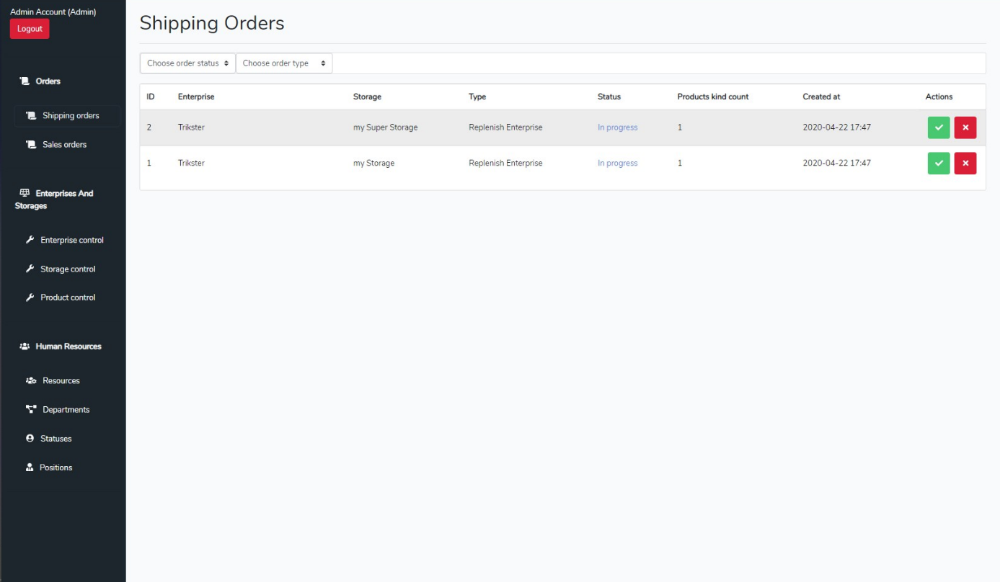 Admin Account (Admin)
Logout
Orders
Shipping orders
Sales orders
Enterprises And
Storages
Enterprise control
Storage control
Product control
Human Resources
Resources
Departments
Statuses
Positions
Shipping Orders
Choose order status Choose order type
ID Enterprise Storage Type Status Products kind count Created at Actions
2 Trikster my Super Storage Replenish Enterprise In progress 1 2020-04-22 17:47
1 Trikster my Storage Replenish Enterprise In progress 1 2020-04-22 17:47